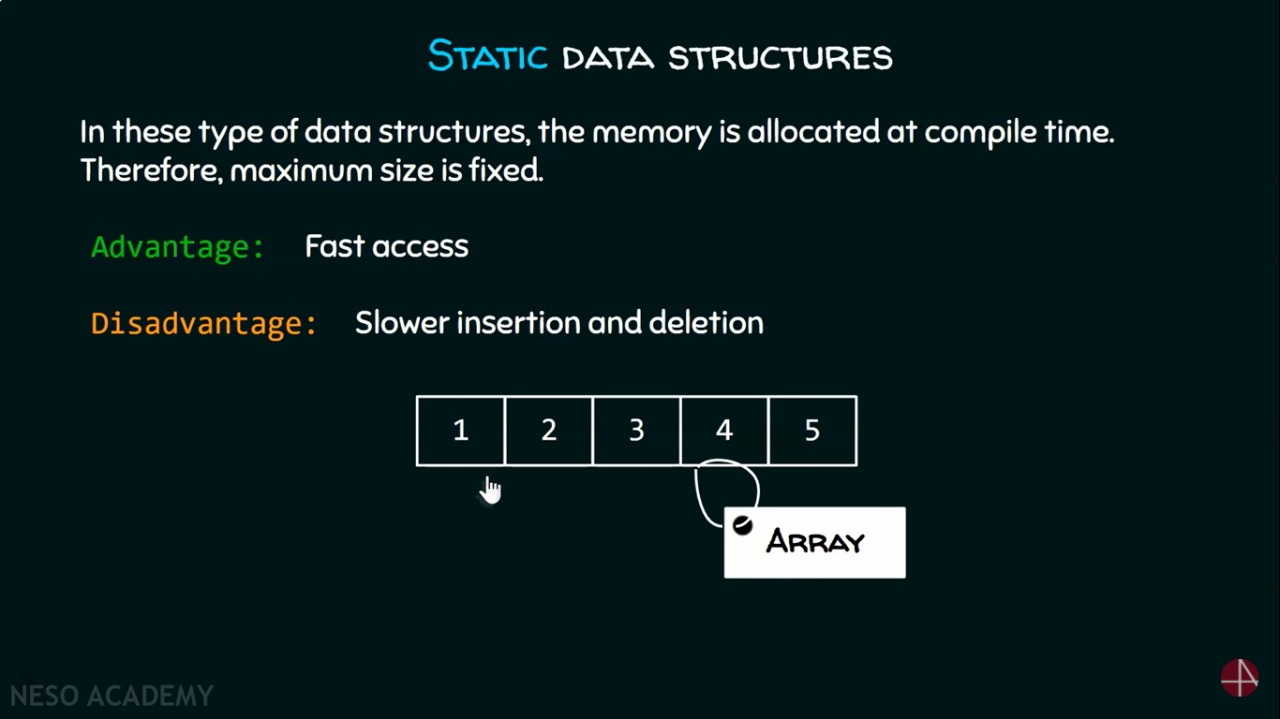 STATIC DATA STRUCTURES
In these type of data structures, the memory is allocated at compile time.
Therefore, maximum size is fixed.
Advantage: Fast access
Disadvantage: Slower insertion and deletion
1 2 3 4 5
ARRAY
NESO ACADEMY